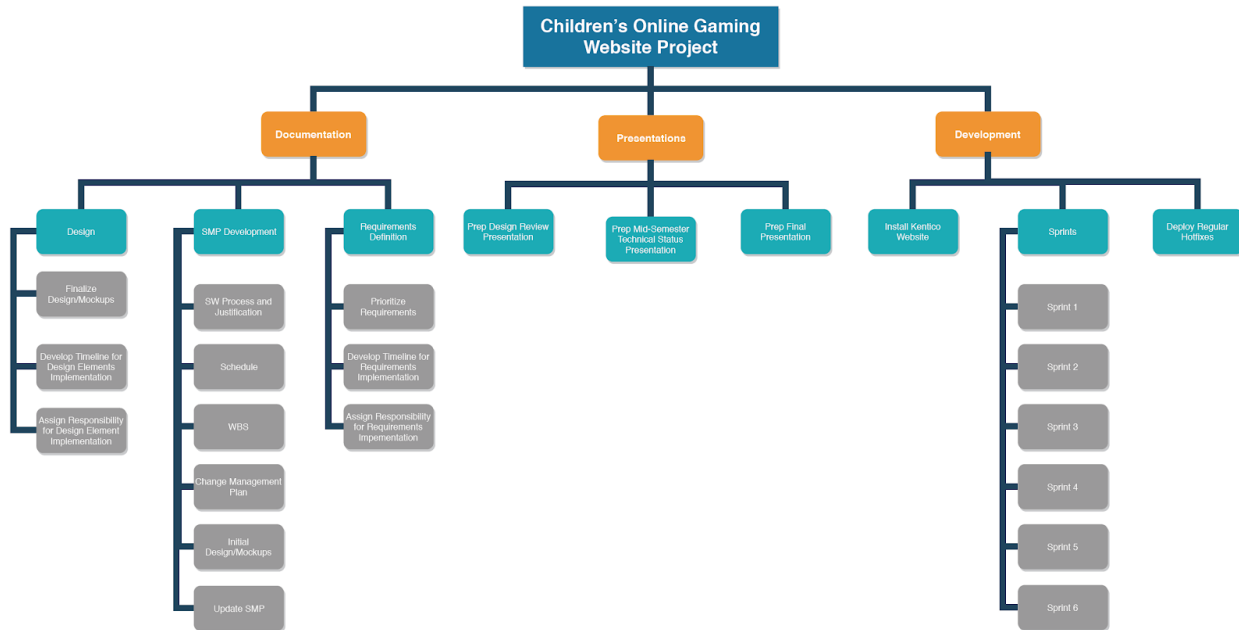 Children's Online Gaming
Website Project
Documentation
Presentations
Development
Design
SMP Development
Requirements
Definition
Prep Design Review
Presentation
Prep Mid-Semester
Technical Status
Presentation
Prep Final
Presentation
Install Kentico
Website
Sprints
Deploy Regular
Hotfixes
Finalize
Design/Mockups
Develop Timeline for
Design Elements
Implementation
Assign Responsibility
for Design Element
Implementation
SW Process and
Justification
Schedule
WBS
Change Management
Plan
Initial
Design/Mockups
Update SMP
Prioritize
Requirements
Develop Timeline for
Requirements
Implementation
Assign Responsibility
for Requirements
Impementation
Sprint 1
Sprint 2
Sprint 3
Sprint 4
Sprint 5
Sprint 6